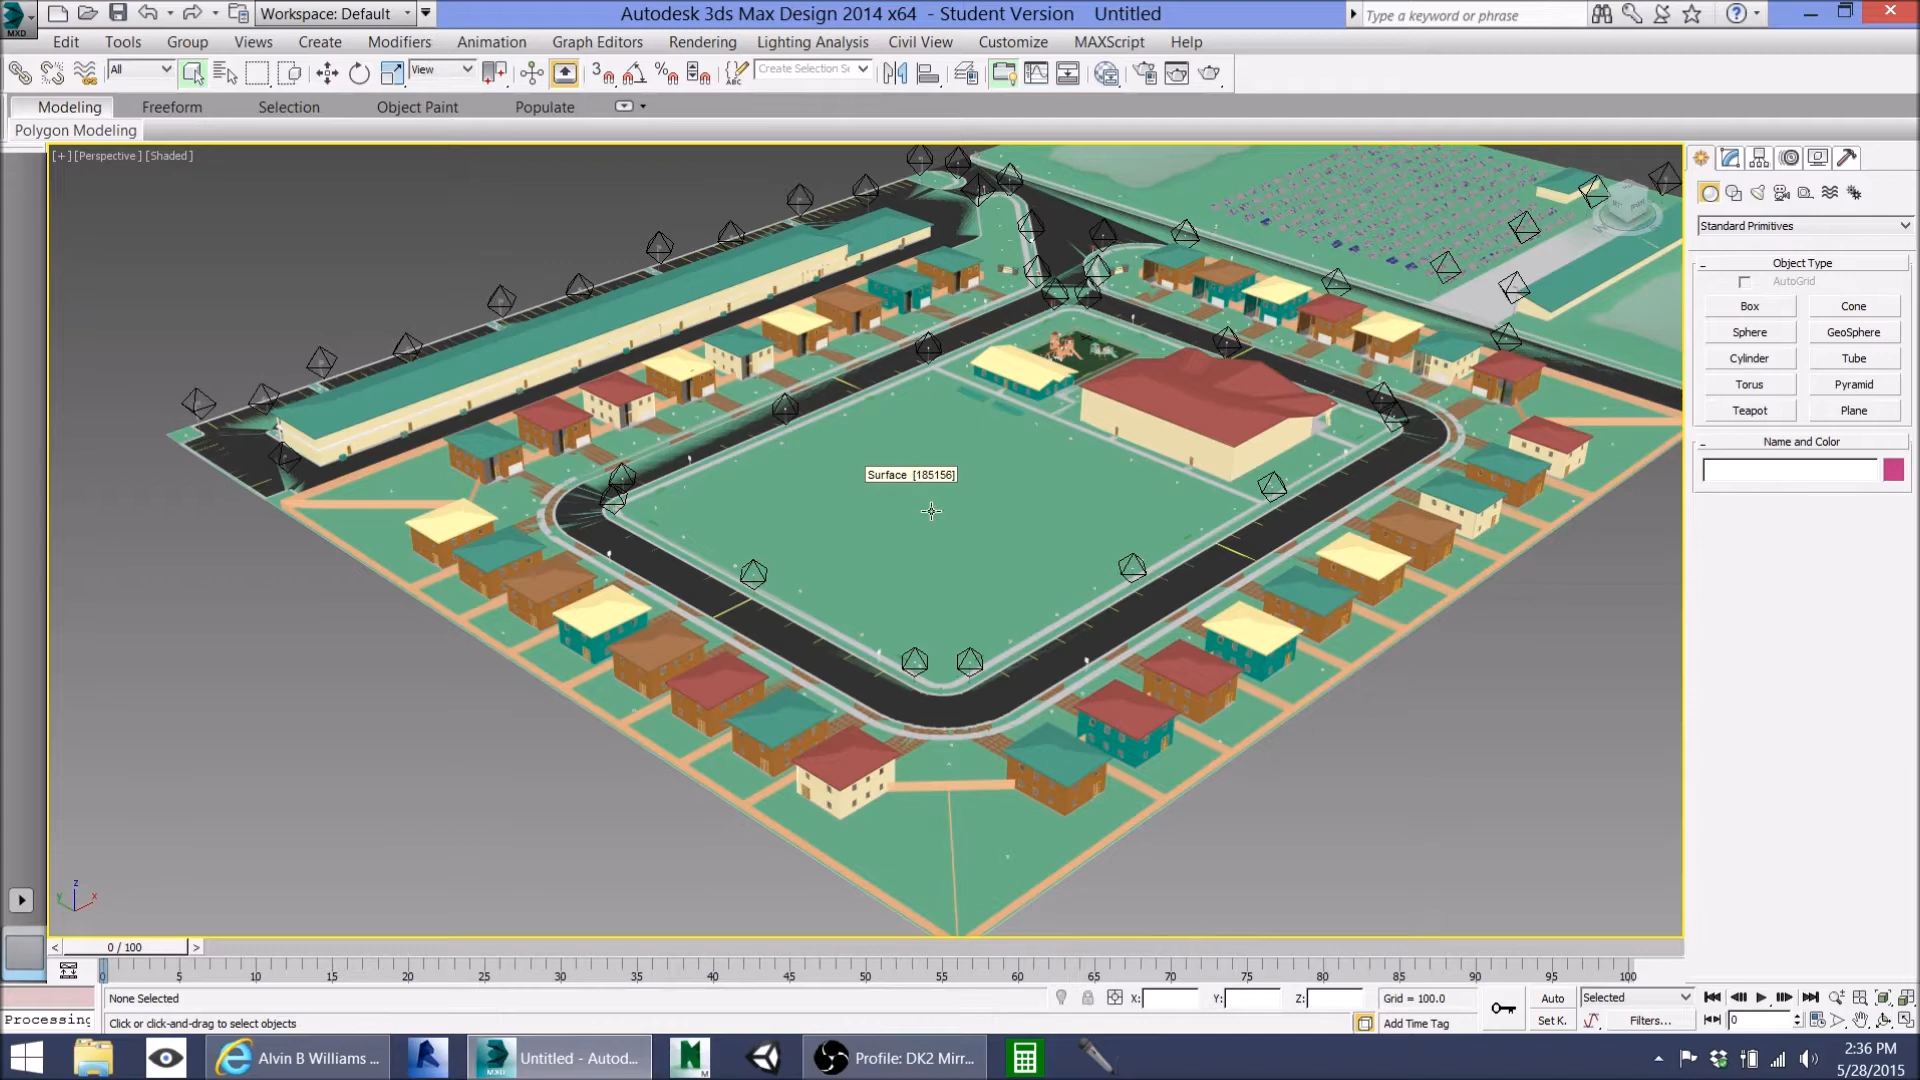 Workspace: Default
Autodesk 3ds Max Design 2014 x64 - Student Version Untitled
Type a keyword or phrase
MXD
Edit Tools Group Views Create Modifiers Animation Graph Editors Rendering Lighting Analysis Civil View Customize MAXScript Help
All View 3 % ABC Create Selection Se
Modeling Freeform Selection Object Paint Populate
Polygon Modeling
[+] [Perspective ] [Shaded ]
Standard Primitives
Object Type
AutoGrid
Box Cone
Sphere GeoSphere
Cylinder Tube
Torus Pyramid
Teapot Plane
Name and Color
Surface [185156]
z
y x
< 0 / 100 >
0 5 10 15 20 25 30 35 40 45 50 55 60 65 70 75 80 85 90 95 100
None Selected X: Y: Z: Grid = 100.0 Auto Selected
Processing Click or click-and-drag to select objects Add Time Tag Set K. Filters... 0
Alvin B Williams ... Untitled - Autod... Profile: DK2 Mirr...
2:36 PM
5/28/2015